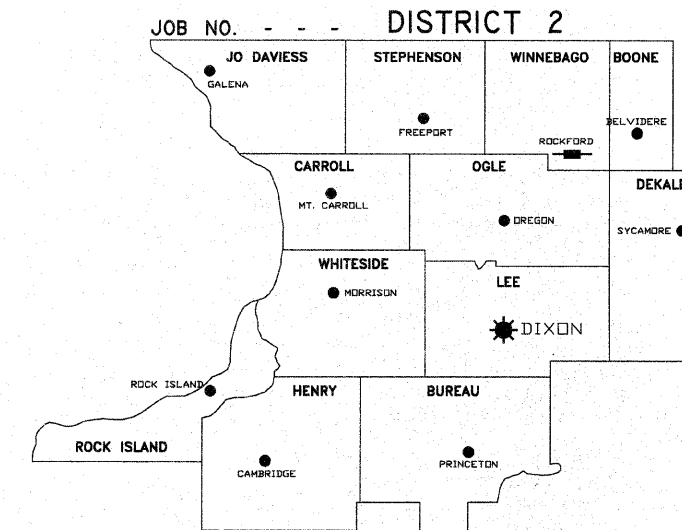 JOB NO. - - - DISTRICT 2
JO DAVIESS STEPHENSON WINNEBAGO BOONE
GALENA
FREEPORT
BELVIDERE
ROCKFORD
CARROLL OGLE
DEKALB
MT. CARROLL
OREGON
SYCAMORE
WHITESIDE
LEE
MORRISON
DIXON
ROCK ISLAND
HENRY BUREAU
ROCK ISLAND
CAMBRIDGE
PRINCETON